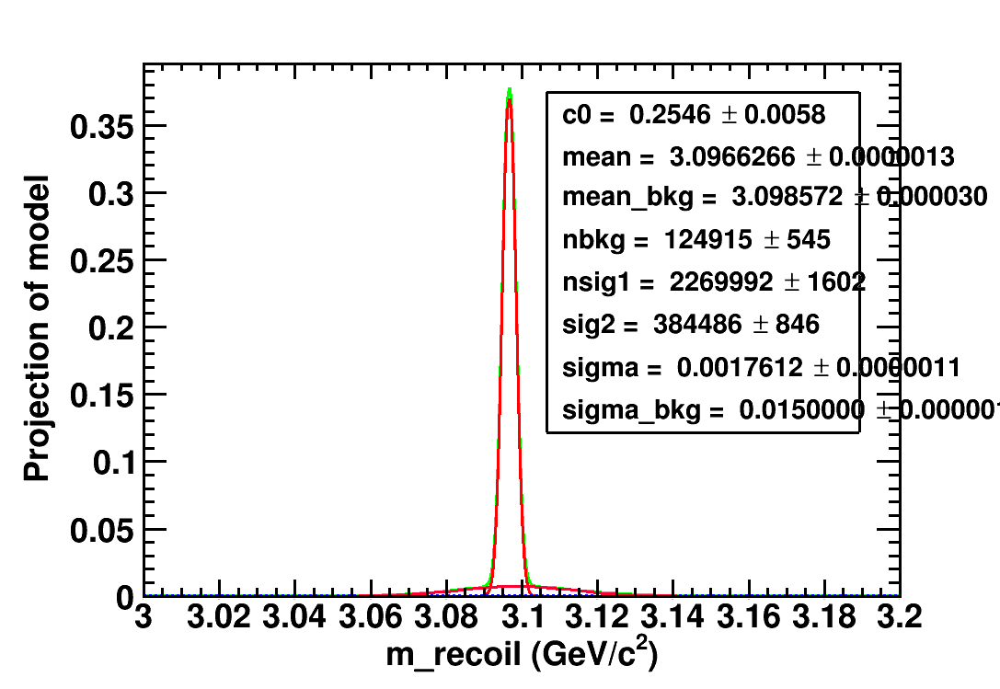 Projection of model
0.35
0.3
0.25
0.2
0.15
0.1
0.05
0
c0 = 0.2546 ± 0.0058
mean = 3.0966266 ± 0.0000013
mean_bkg = 3.098572 ± 0.000030
nbkg = 124915 ± 545
nsig1 = 2269992 ± 1602
sig2 = 384486 ± 846
sigma = 0.0017612 ± 0.0000011
sigma_bkg = 0.0150000 ± 0.000001
3 3.02 3.04 3.06 3.08 3.1 3.12 3.14 3.16 3.18 3.2
m_recoil (GeV/c²)